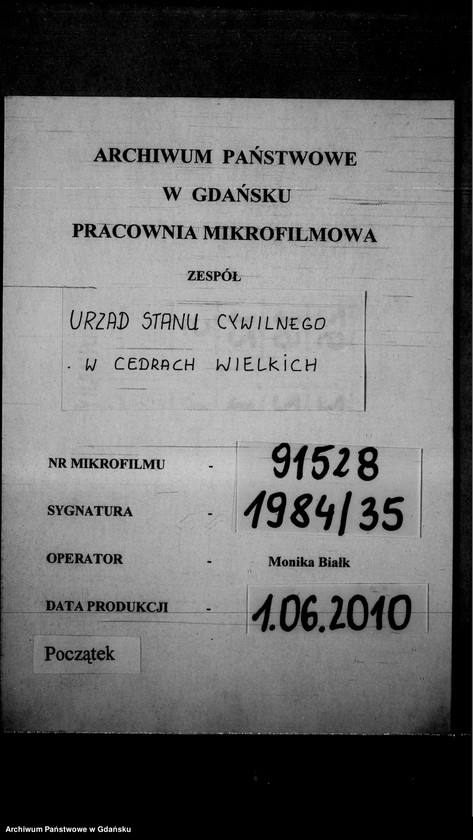 ARCHIWUM PAŃSTWOWE
W GDAŃSKU
PRACOWNIA MIKROFILMOWA
ZESPÓŁ
URZĄD STANU CYWILNEGO
W CEDRACH WIELKICH
NR MIKROFILMU - 91528
SYGNATURA - 1984/35
OPERATOR - Monika Białk
DATA PRODUKCJI - 1.06.2010
Początek
Archiwum Państwowe w Gdańsku